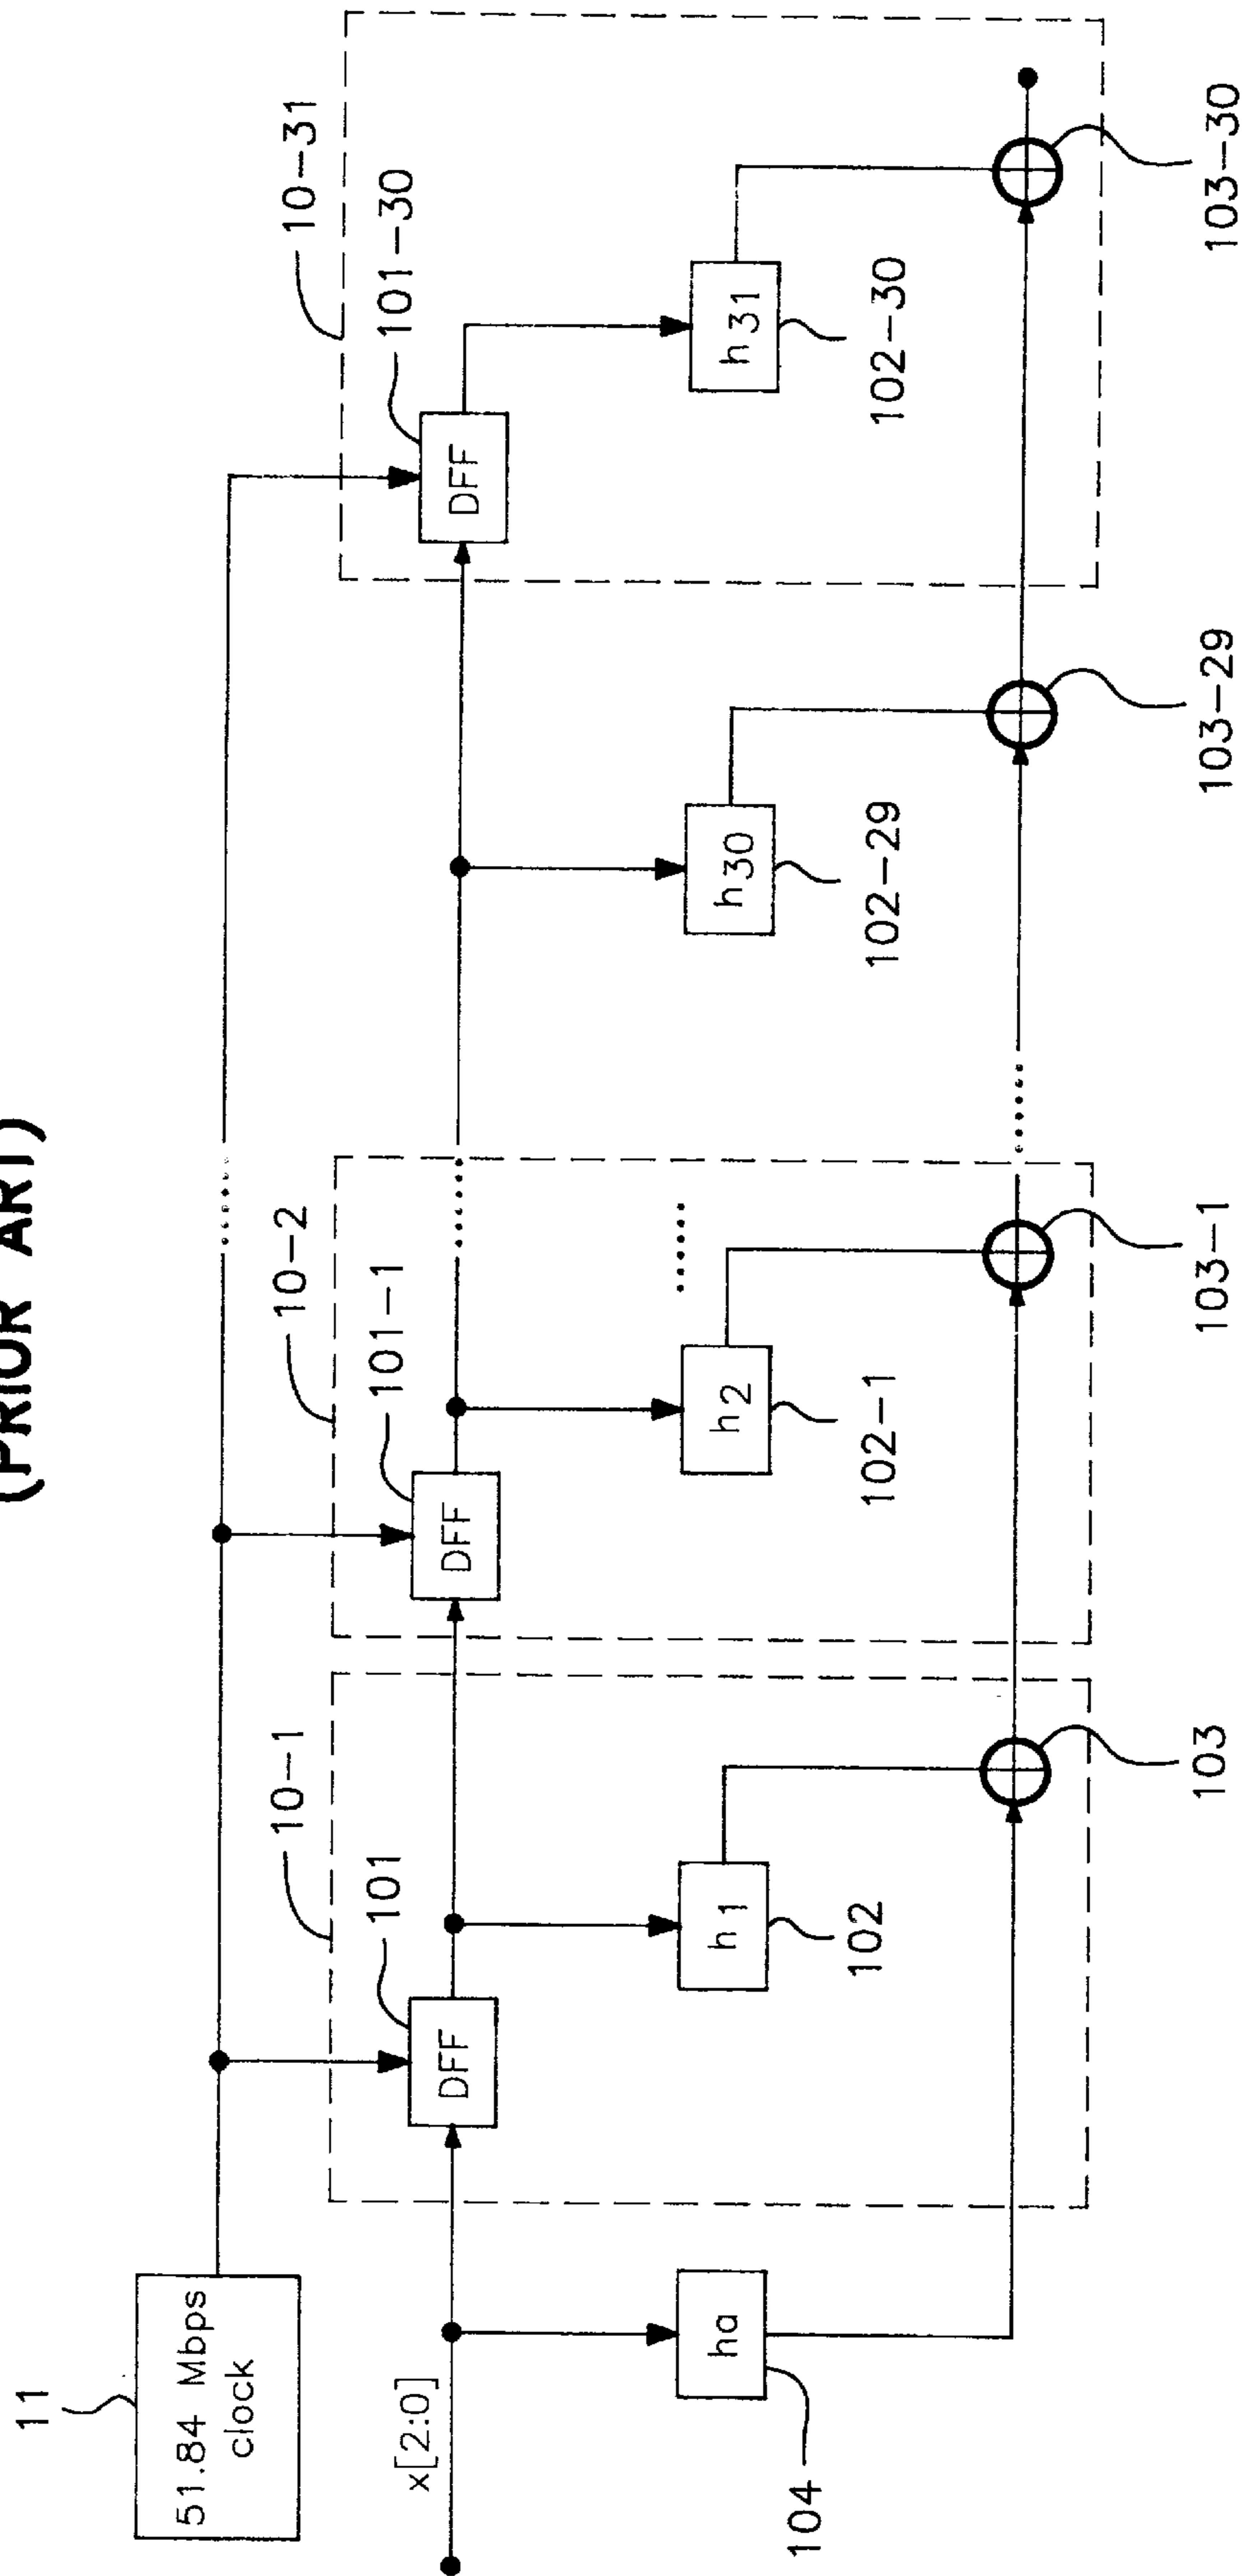 (PRIOR ART)
11
51.84 Mbps
clock
10-1
10-2
10-31
x[2:0]
101
DFF
101-1
DFF
101-30
DFF
104
ha
h1
102
h2
102-1
h30
102-29
h31
102-30
103
103-1
103-29
103-30